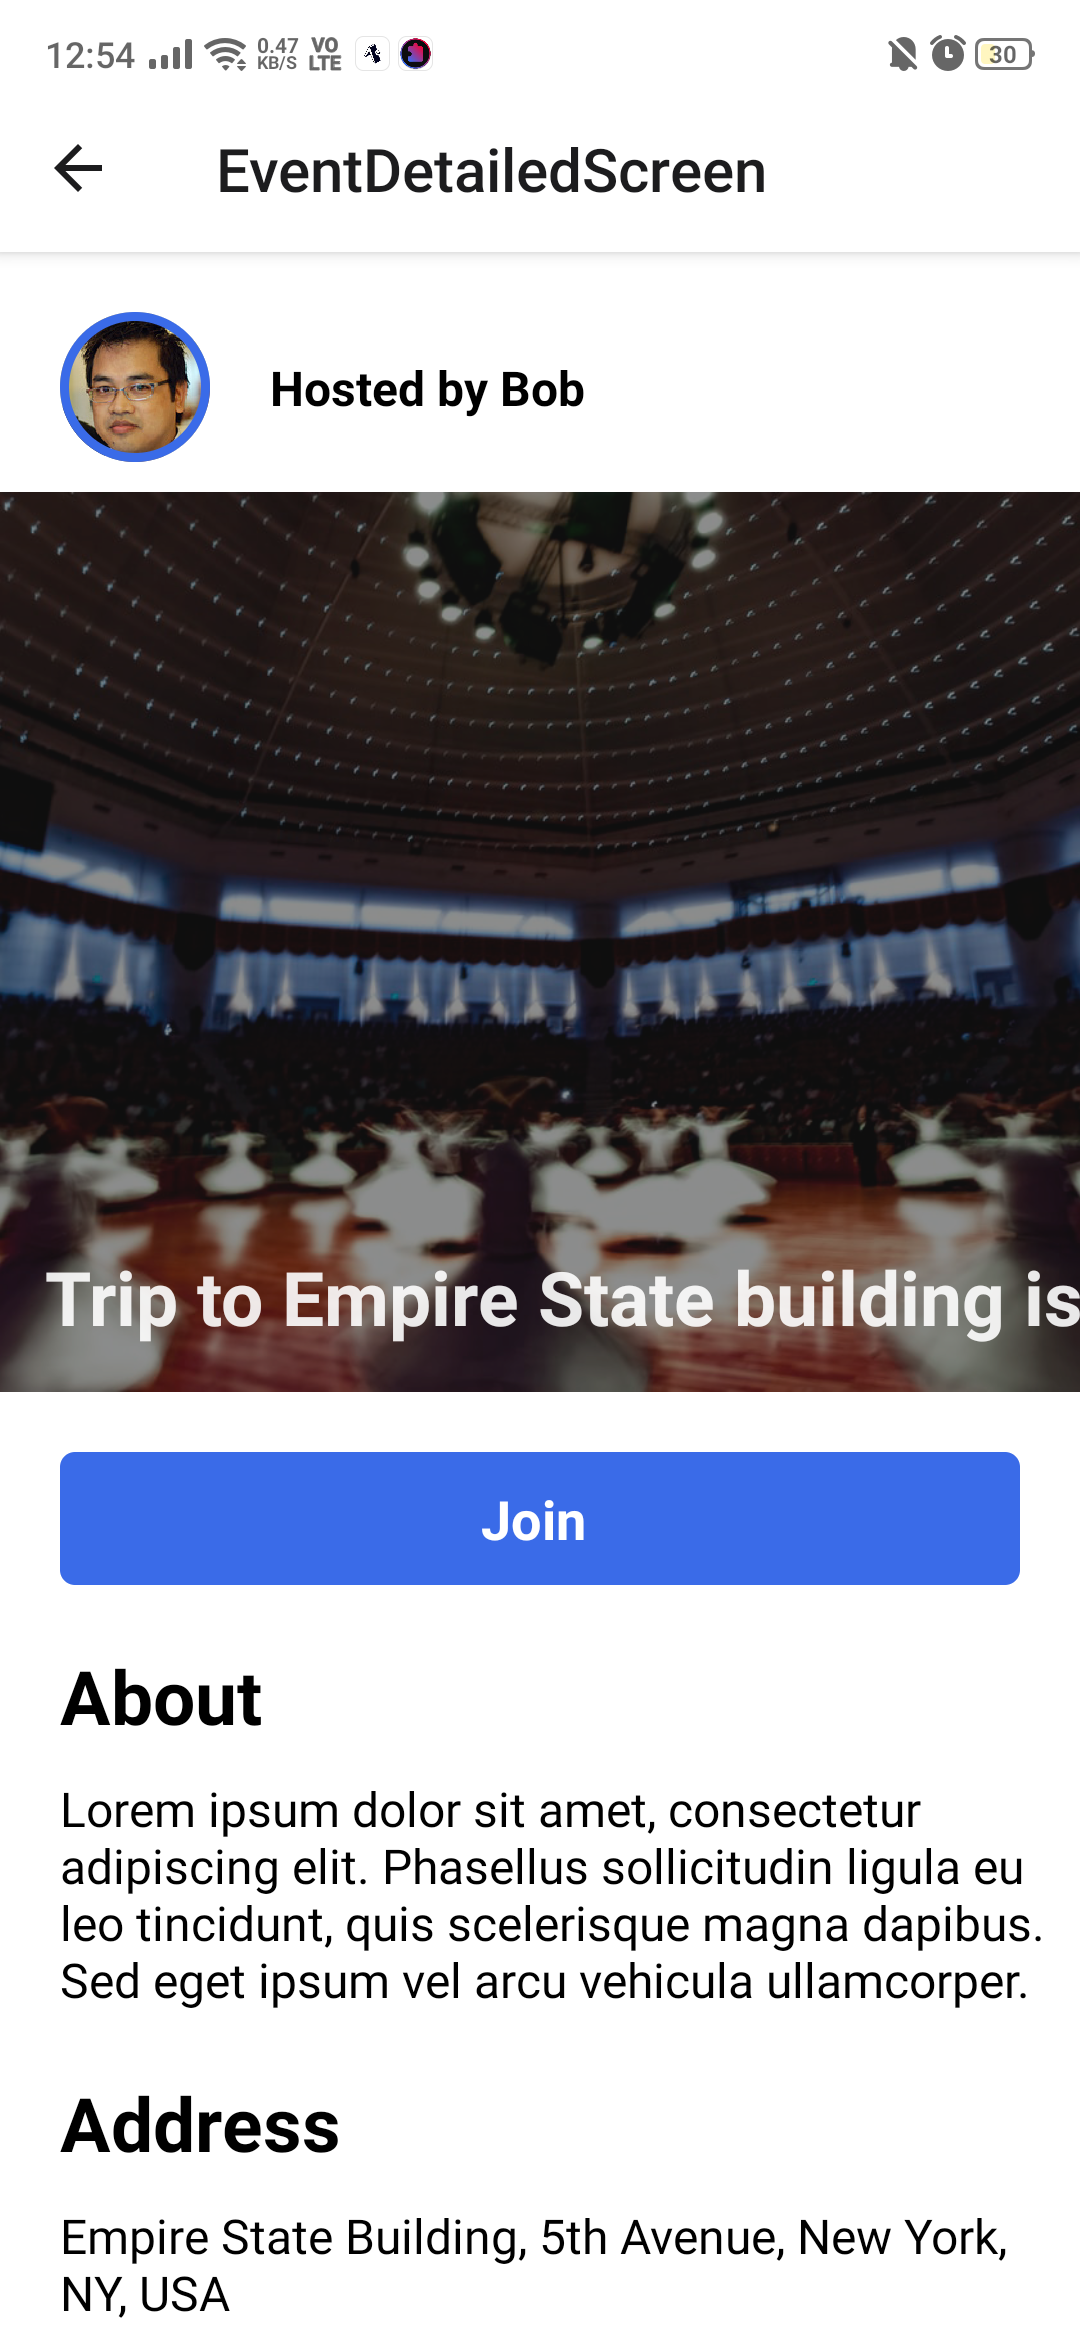 12:54 0.47 KB/S VO LTE 30
EventDetailedScreen
Hosted by Bob
Trip to Empire State building is
Join
About
Lorem ipsum dolor sit amet, consectetur
adipiscing elit. Phasellus sollicitudin ligula eu
leo tincidunt, quis scelerisque magna dapibus.
Sed eget ipsum vel arcu vehicula ullamcorper.
Address
Empire State Building, 5th Avenue, New York,
NY, USA